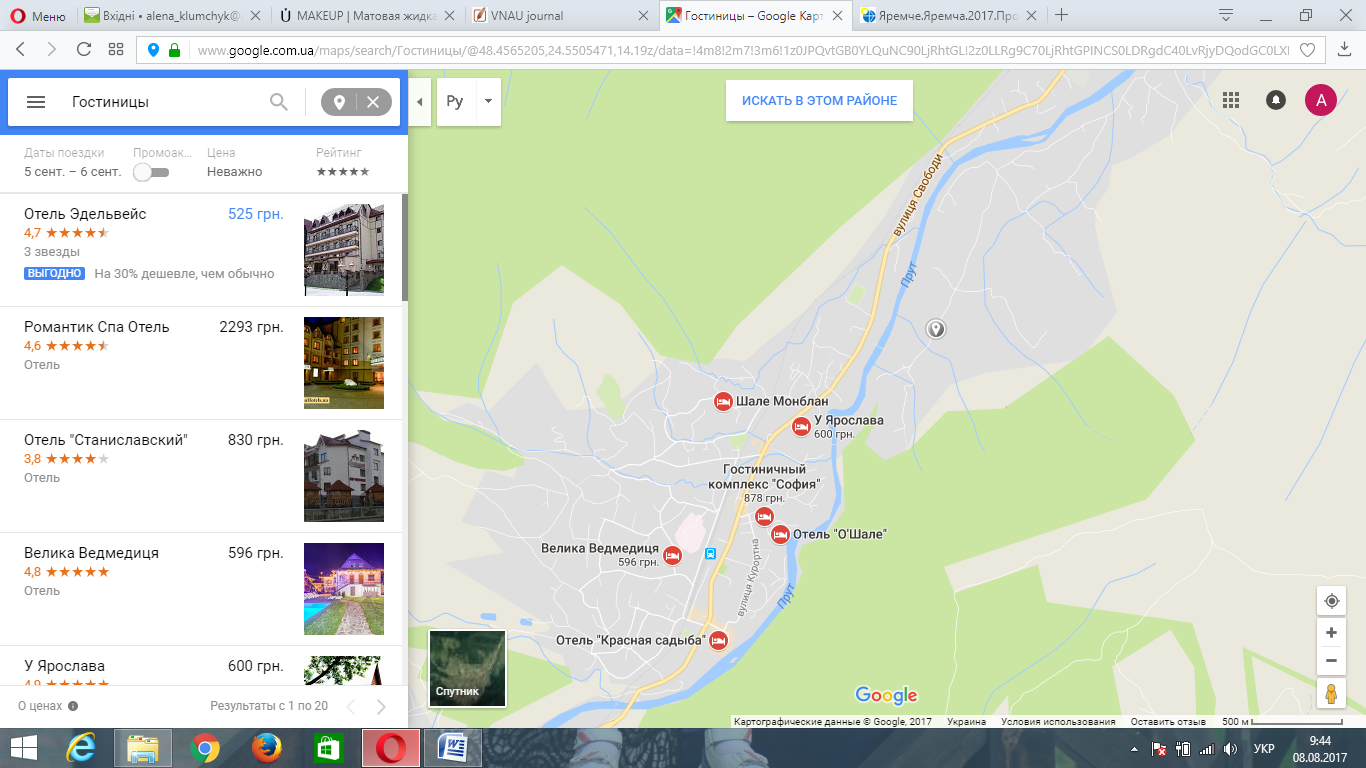 Меню
Вхідні • alena_klumchyk@
MAKEUP | Матовая жидка
VNAU journal
Гостиницы – Google Карт
Яремче.Яремча.2017.Про
www.google.com.ua/maps/search/Гостиницы/@48.4565205,24.5505471,14.19z/data=
Гостиницы
Ру
ИСКАТЬ В ЭТОМ РАЙОНЕ
A
Даты поездки
Промоак...
Цена
Рейтинг
5 сент. – 6 сент.
Неважно
Отель Эдельвейс
525 грн.
4,7
3 звезды
ВЫГОДНО На 30% дешевле, чем обычно
Романтик Спа Отель
2293 грн.
4,6
Отель
Отель "Станиславский"
830 грн.
3,8
Отель
Велика Ведмедиця
596 грн.
4,8
Отель
У Ярослава
600 грн.
4,9
О ценах
Результаты с 1 по 20
вулиця Свободи
Прут
Шале Монблан
У Ярослава
600 грн.
Гостиничный
комплекс "София"
878 грн.
Отель "О'Шале"
Велика Ведмедиця
596 грн.
вулиця Курортна
Прут
Отель "Красная садыба"
Спутник
Google
Картографические данные © Google, 2017
Украина
Условия использования
Оставить отзыв
500 м
УКР
9:44
08.08.2017